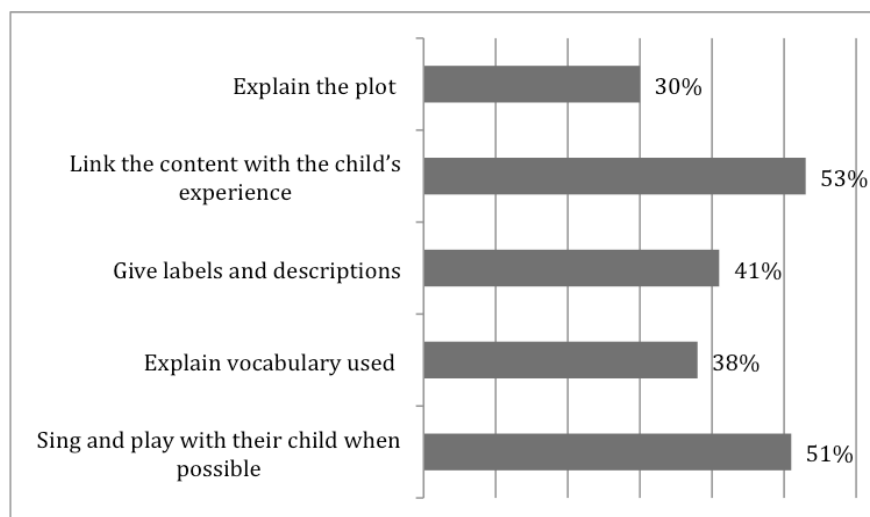 Explain the plot
30%
Link the content with the child's
experience
53%
Give labels and descriptions
41%
Explain vocabulary used
38%
Sing and play with their child when
possible
51%